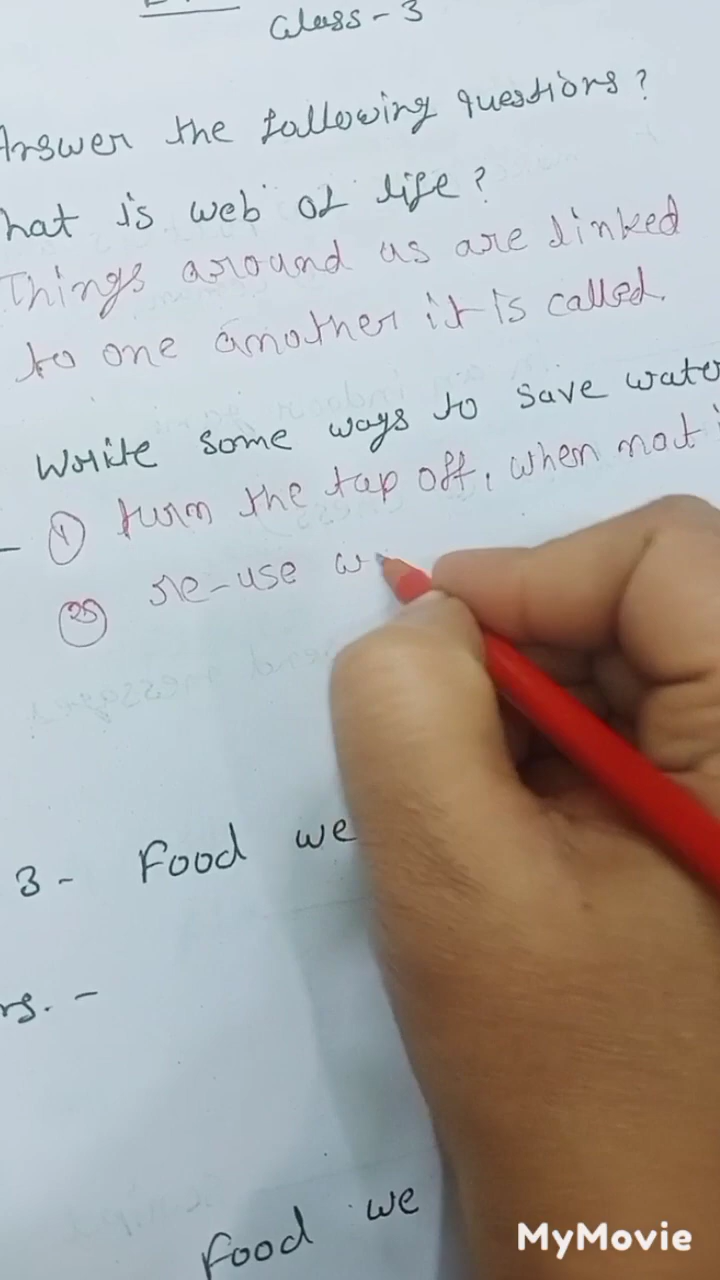 Class - 3
Answer the following questions?
hat is web of life?
Things around us are linked
to one another it is called.
Write some ways to save wate
- ① turn the tap off, when not i
② re-use w
3- Food we
rs. -
Food we
MyMovie